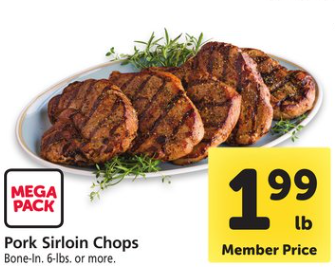 MEGA
PACK
Pork Sirloin Chops
Bone-In. 6-lbs. or more.
1 99
lb
Member Price